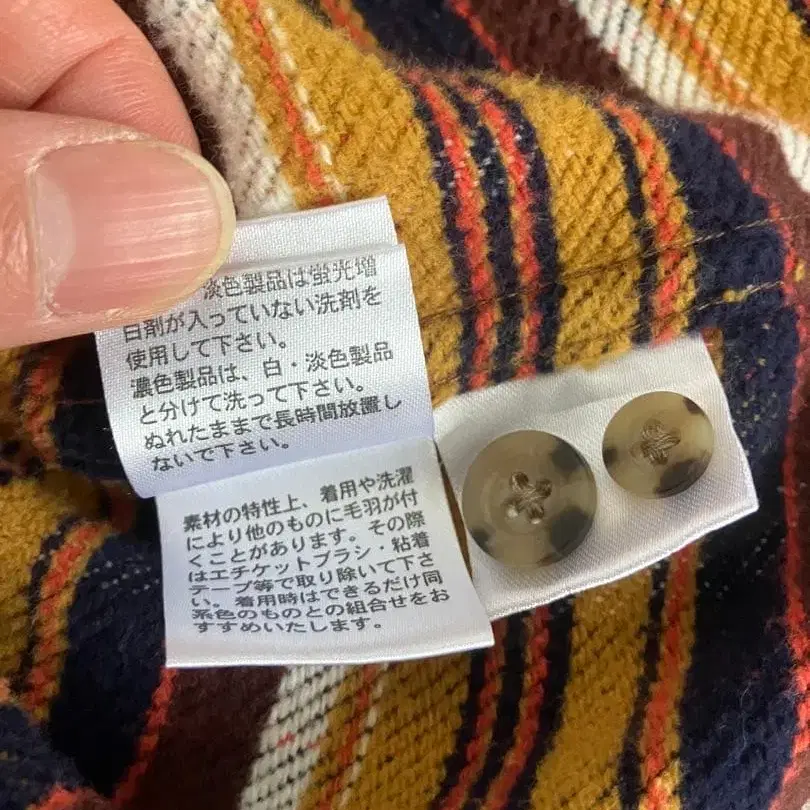 淡色製品は蛍光増
白剤が入っていない洗剤を
使用して下さい。
濃色製品は、白・淡色製品
と分けて洗って下さい。
ぬれたままで長時間放置し
ないで下さい。
素材の特性上、着用や洗濯
により他のものに毛羽が付
くことがあります。その際
はエチケットブラシ・粘着
テープ等で取り除いて下さ
い。着用時はできるだけ同
系色のものとの組合せをお
すすめいたします。